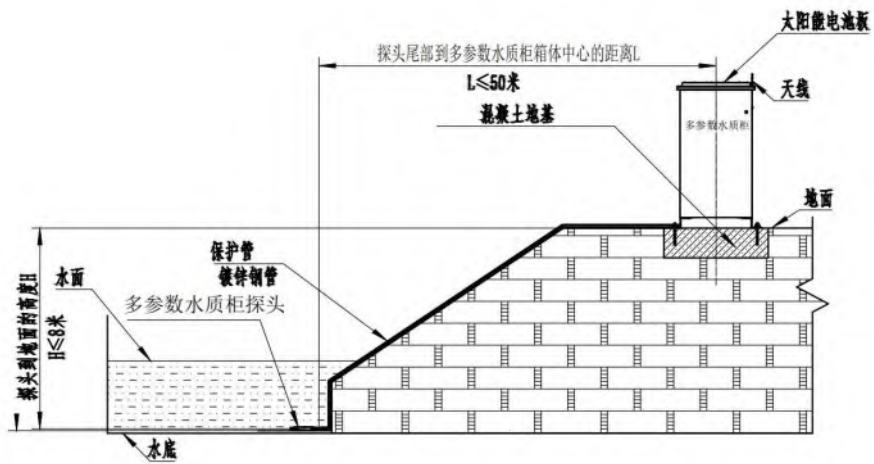 太阳能电池板
探头尾部到多参数水质柜箱体中心的距离L
L≤50米
天线
混凝土地基
多参数水质柜
地面
保护管
镀锌钢管
水面
多参数水质柜探头
探头到地面的高度H
H≤8米
水底